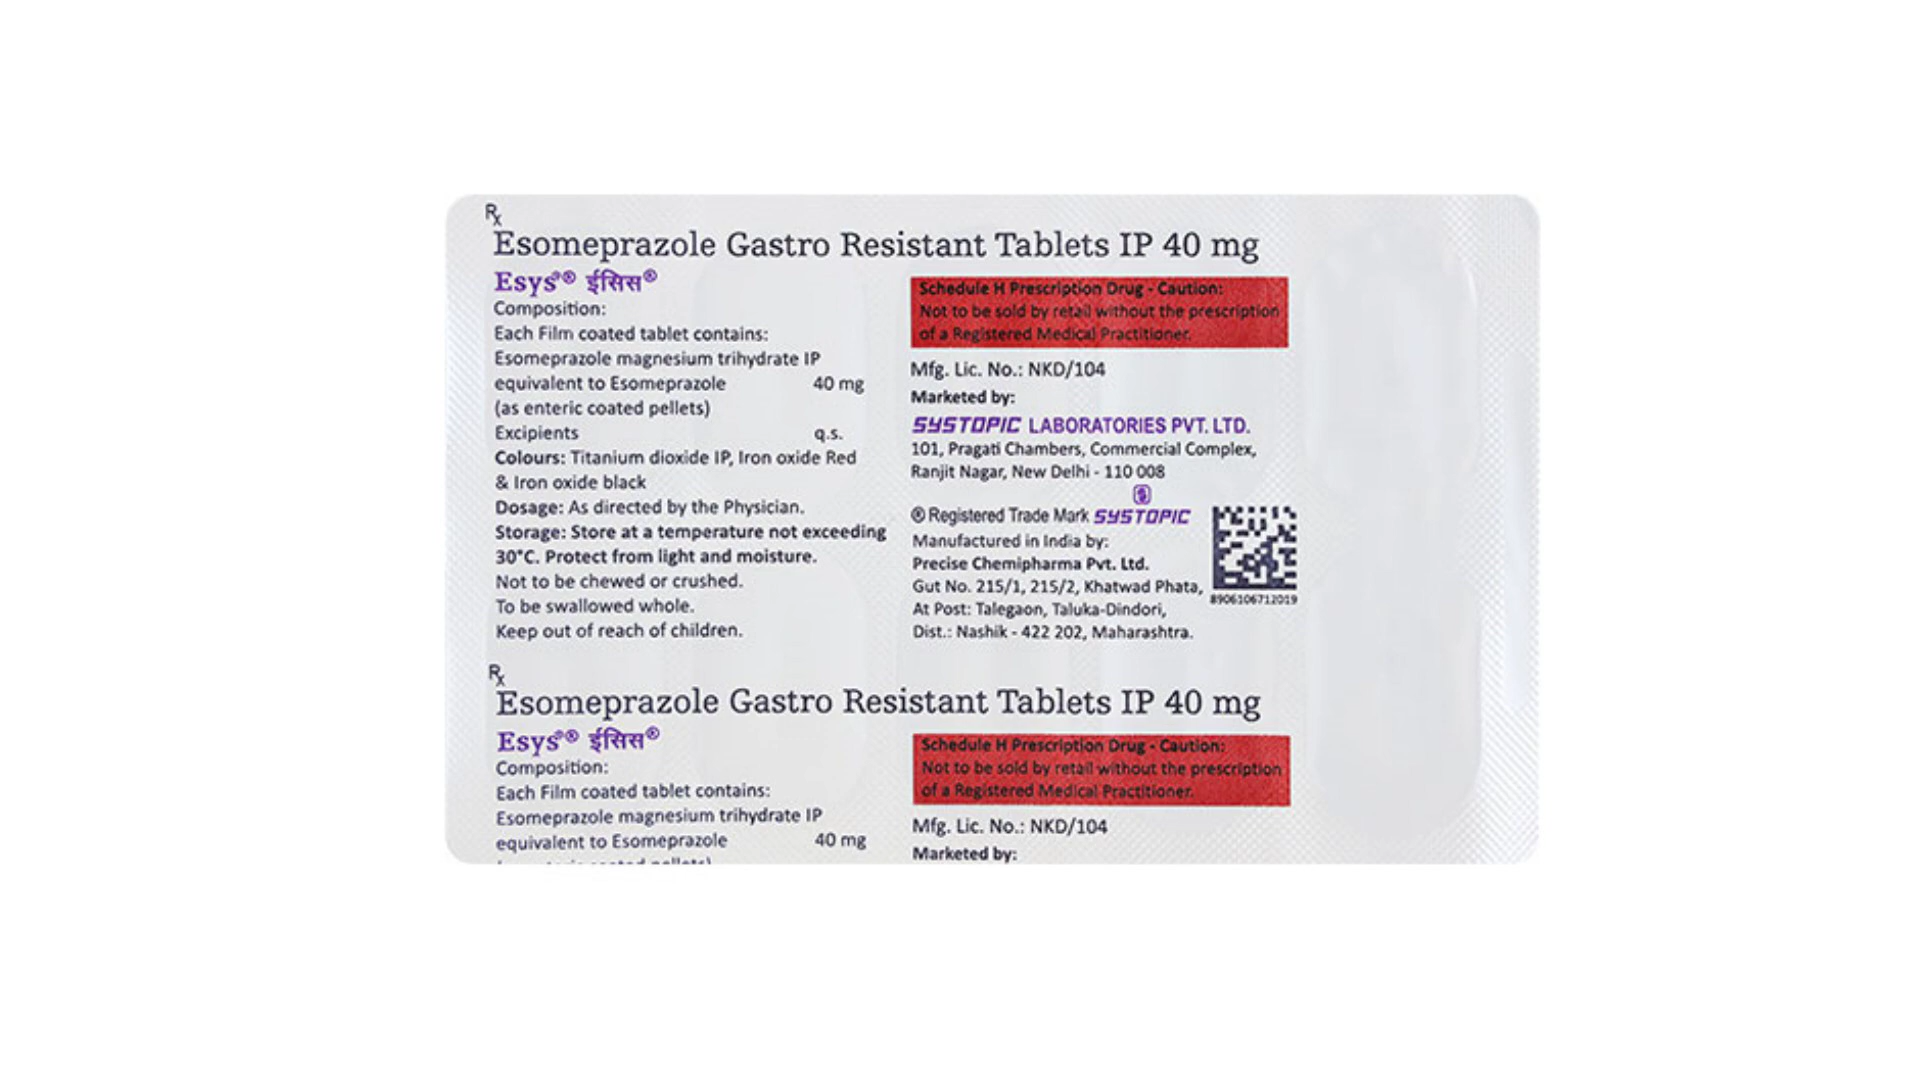 Rx
Esomeprazole Gastro Resistant Tablets IP 40 mg
Esys®® ईसिस®
Composition:
Each Film coated tablet contains:
Esomeprazole magnesium trihydrate IP
equivalent to Esomeprazole 40 mg
(as enteric coated pellets)
Excipients q.s.
Colours: Titanium dioxide IP, Iron oxide Red
& Iron oxide black
Dosage: As directed by the Physician.
Storage: Store at a temperature not exceeding
30°C. Protect from light and moisture.
Not to be chewed or crushed.
To be swallowed whole.
Keep out of reach of children.
Schedule H Prescription Drug - Caution:
Not to be sold by retail without the prescription
of a Registered Medical Practitioner.
Mfg. Lic. No.: NKD/104
Marketed by:
SYSTOPIC LABORATORIES PVT. LTD.
101, Pragati Chambers, Commercial Complex,
Ranjit Nagar, New Delhi - 110 008
® Registered Trade Mark SYSTOPIC
Manufactured in India by:
Precise Chemipharma Pvt. Ltd.
Gut No. 215/1, 215/2, Khatwad Phata,
At Post: Talegaon, Taluka-Dindori,
Dist.: Nashik - 422 202, Maharashtra.
8906106712019
Rx
Esomeprazole Gastro Resistant Tablets IP 40 mg
Esys®® ईसिस®
Composition:
Each Film coated tablet contains:
Esomeprazole magnesium trihydrate IP
equivalent to Esomeprazole 40 mg
Schedule H Prescription Drug - Caution:
Not to be sold by retail without the prescription
of a Registered Medical Practitioner.
Mfg. Lic. No.: NKD/104
Marketed by: